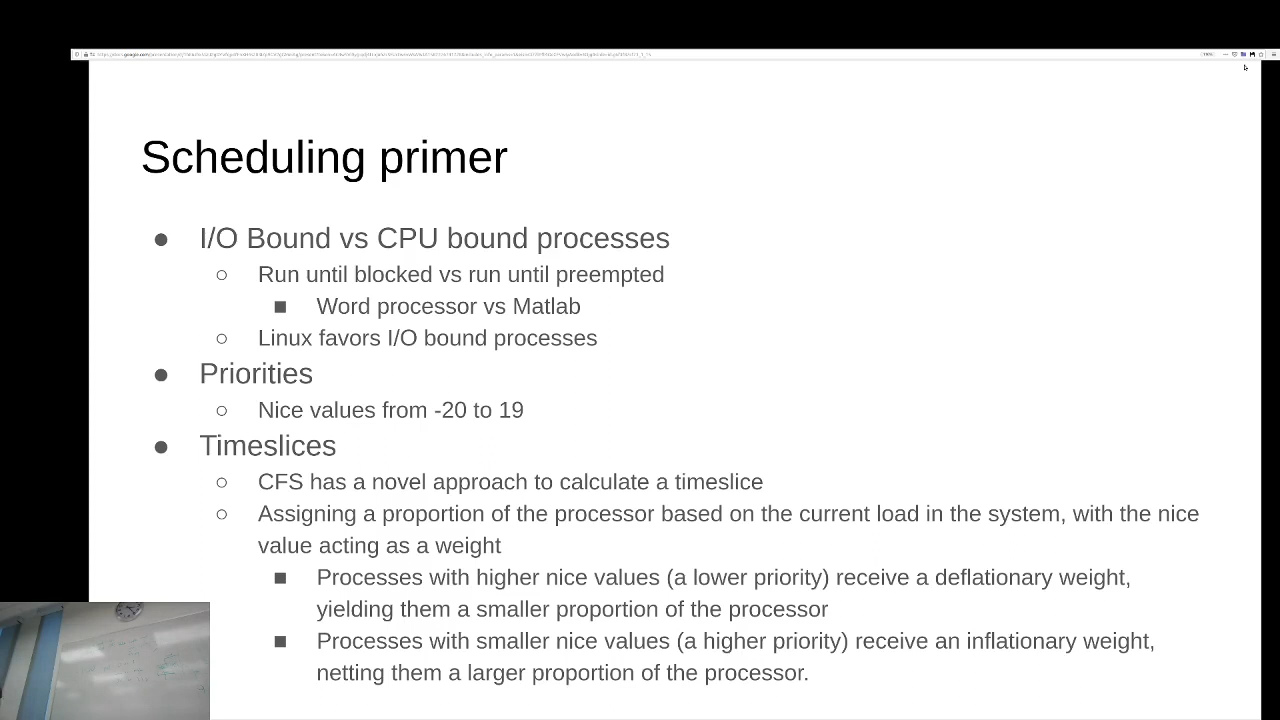 Scheduling primer
● I/O Bound vs CPU bound processes
○ Run until blocked vs run until preempted
■ Word processor vs Matlab
○ Linux favors I/O bound processes
● Priorities
○ Nice values from -20 to 19
● Timeslices
○ CFS has a novel approach to calculate a timeslice
○ Assigning a proportion of the processor based on the current load in the system, with the nice
value acting as a weight
■ Processes with higher nice values (a lower priority) receive a deflationary weight,
yielding them a smaller proportion of the processor
■ Processes with smaller nice values (a higher priority) receive an inflationary weight,
netting them a larger proportion of the processor.